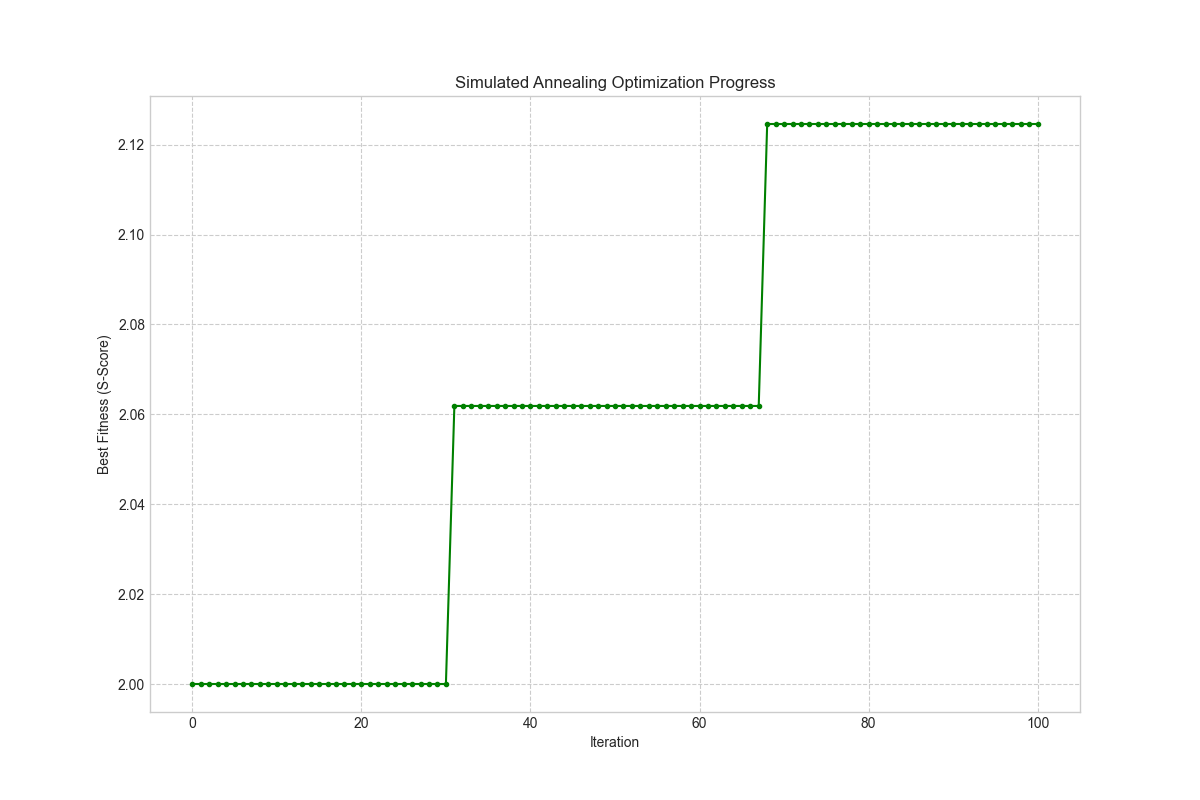 Simulated Annealing Optimization Progress
Best Fitness (S-Score)
2.12
2.10
2.08
2.06
2.04
2.02
2.00
0 20 40 60 80 100
Iteration